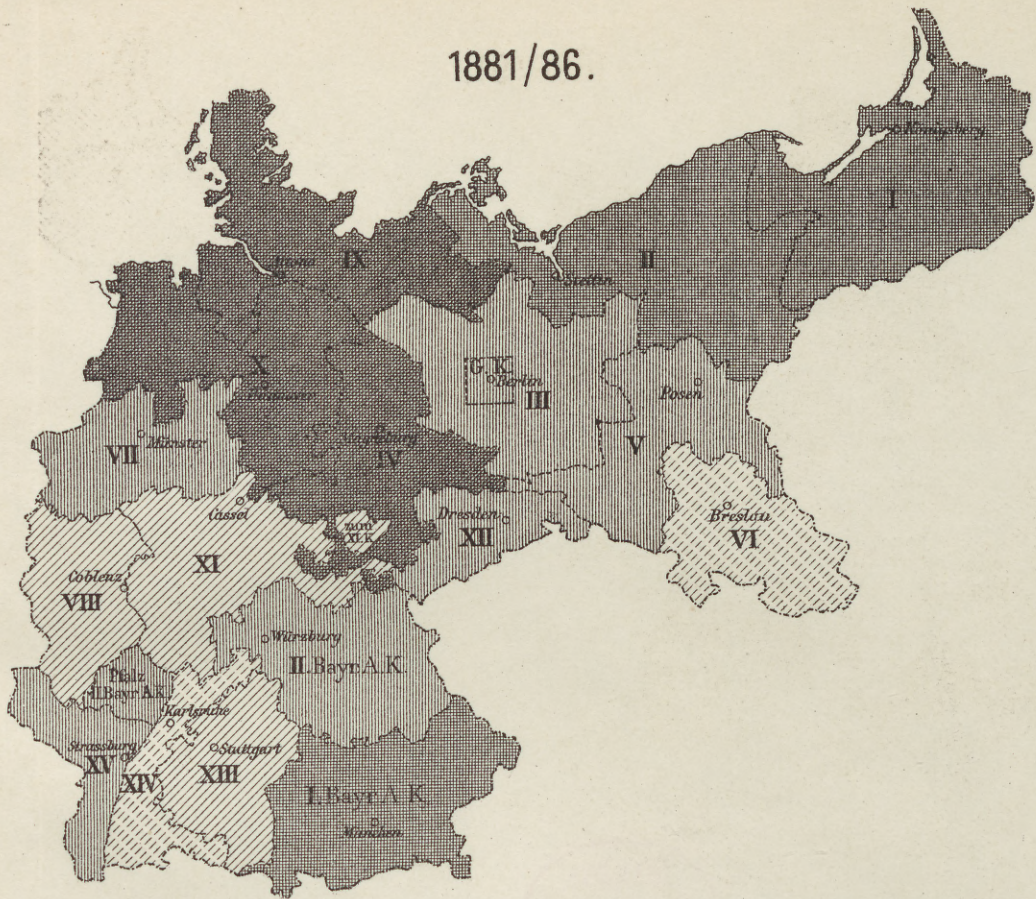 1881/86.
Königsberg
I
Altona
IX
II
Stettin
X
Hannover
G. K.
Berlin
III
Posen
V
VII
Münster
Magdeburg
IV
Cassel
zum
XI. K.
Dresden
XII
Breslau
VI
XI
Coblenz
VIII
Würzburg
II. Bayr. A. K.
Pfalz
II. Bayr. A. K.
Karlsruhe
Strassburg
XV
XIV
Stuttgart
XIII
I. Bayr. A. K.
München